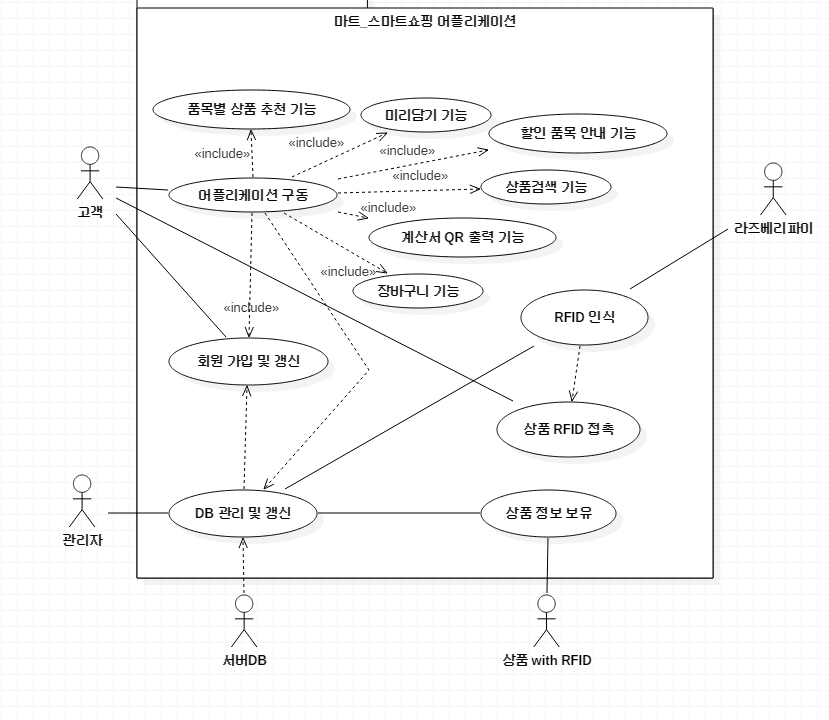 마트_스마트쇼핑 어플리케이션
품목별 상품 추천 기능
미리담기 기능
할인 품목 안내 기능
«include»
«include»
«include»
«include»
상품검색 기능
고객
어플리케이션 구동
«include»
라즈베리파이
계산서 QR 출력 기능
«include»
장바구니 기능
«include»
RFID 인식
회원 가입 및 갱신
상품 RFID 접촉
DB 관리 및 갱신
상품 정보 보유
관리자
서버DB
상품 with RFID